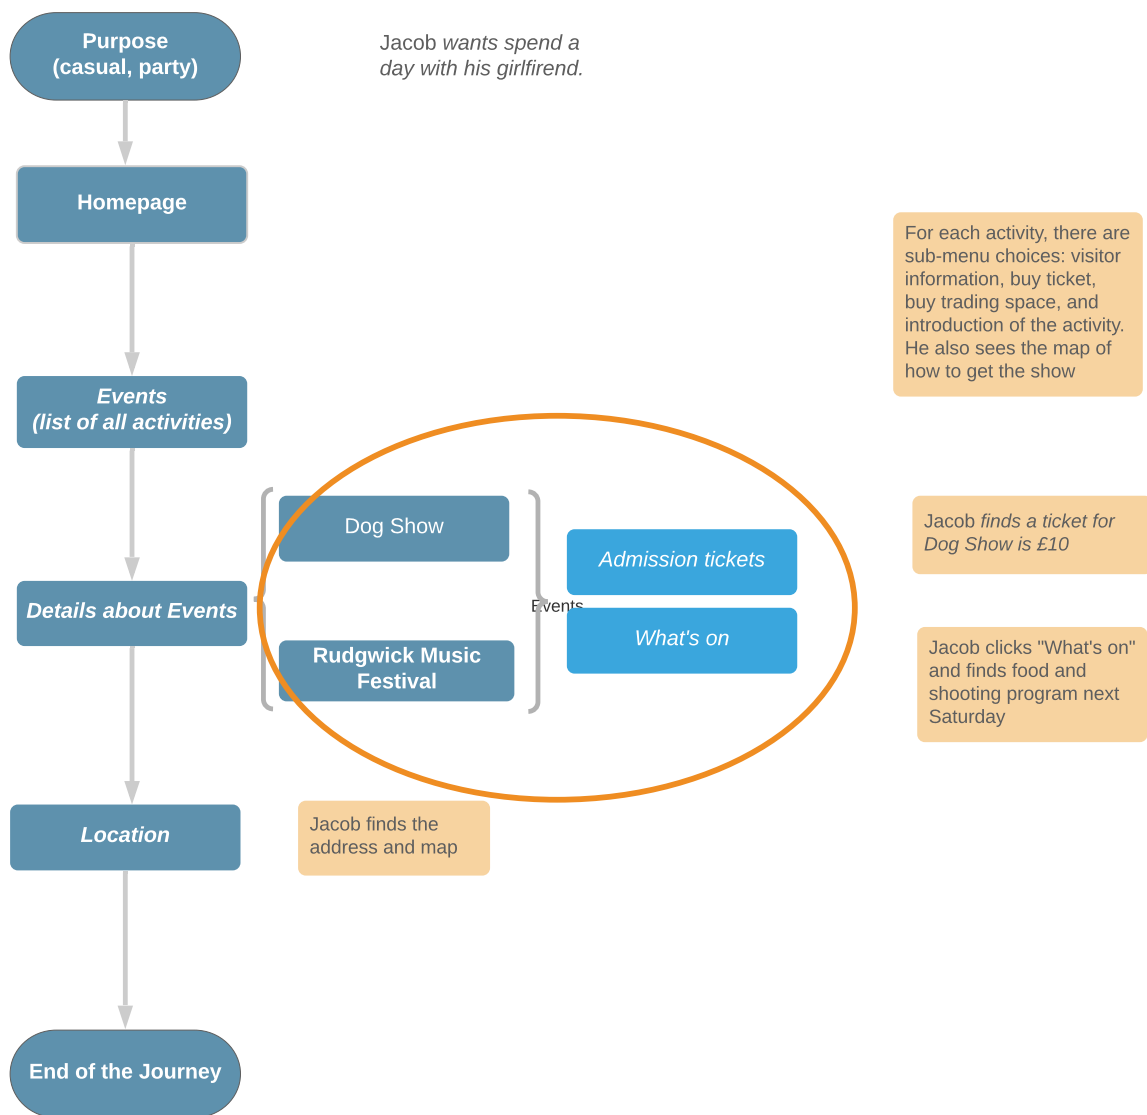 Purpose
(casual, party)
Jacob wants spend a
day with his girlfirend.
Homepage
For each activity, there are
sub-menu choices: visitor
information, buy ticket,
buy trading space, and
introduction of the activity.
He also sees the map of
how to get the show
Events
(list of all activities)
Dog Show
Jacob finds a ticket for
Dog Show is £10
Admission tickets
Details about Events
Events
What's on
Rudgwick Music
Festival
Jacob clicks "What's on"
and finds food and
shooting program next
Saturday
Location
Jacob finds the
address and map
End of the Journey